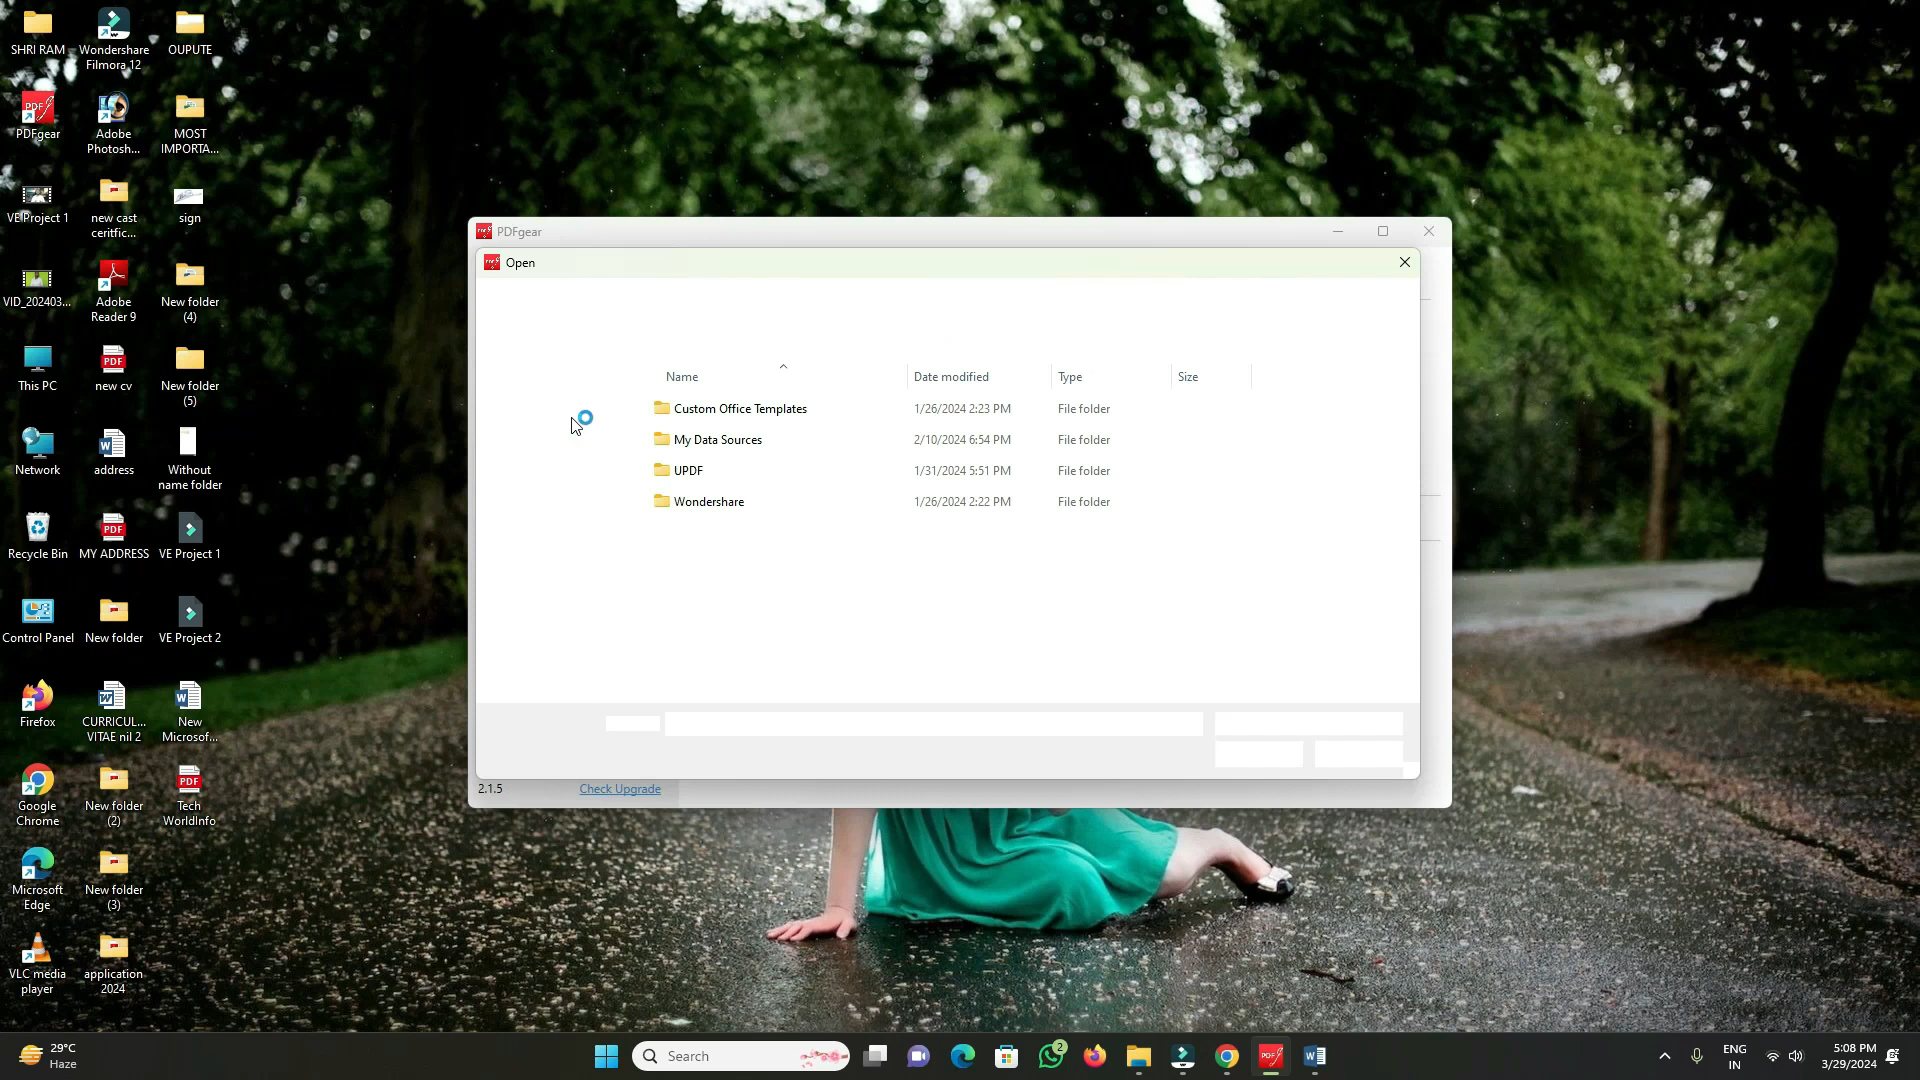 SHRI RAM
Wondershare
Filmora 12
OUPUTE
PDFgear
Adobe
Photosh...
MOST
IMPORTA...
VE Project 1
new cast
ceritfic...
sign
VID_202403...
Adobe
Reader 9
New folder
(4)
This PC
new cv
New folder
(5)
Network
address
Without
name folder
Recycle Bin
MY ADDRESS
VE Project 1
Control Panel
New folder
VE Project 2
Firefox
CURRICUL...
VITAE nil 2
New
Microsof...
Google
Chrome
New folder
(2)
Tech
WorldInfo
Microsoft
Edge
New folder
(3)
VLC media
player
application
2024
PDFgear
Open
Name
Date modified
Type
Size
Custom Office Templates
1/26/2024 2:23 PM
File folder
My Data Sources
2/10/2024 6:54 PM
File folder
UPDF
1/31/2024 5:51 PM
File folder
Wondershare
1/26/2024 2:22 PM
File folder
2.1.5
Check Upgrade
29°C
Haze
Search
2
ENG
IN
5:08 PM
3/29/2024